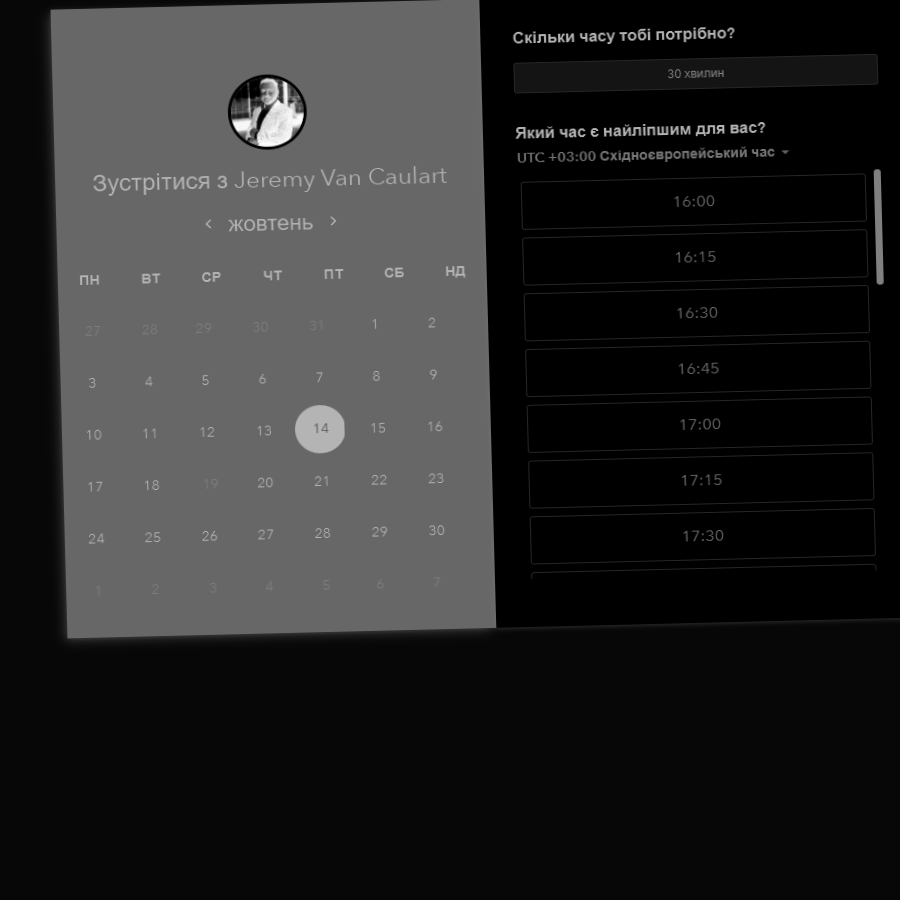 Зустрітися з Jeremy Van Caulart
жовтень
ПН ВТ СР ЧТ ПТ СБ НД
27 28 29 30 31 1 2
3 4 5 6 7 8 9
10 11 12 13 14 15 16
17 18 19 20 21 22 23
24 25 26 27 28 29 30
1 2 3 4 5 6 7
Скільки часу тобі потрібно?
30 хвилин
Який час є найліпшим для вас?
UTC +03:00 Східноєвропейський час
16:00
16:15
16:30
16:45
17:00
17:15
17:30